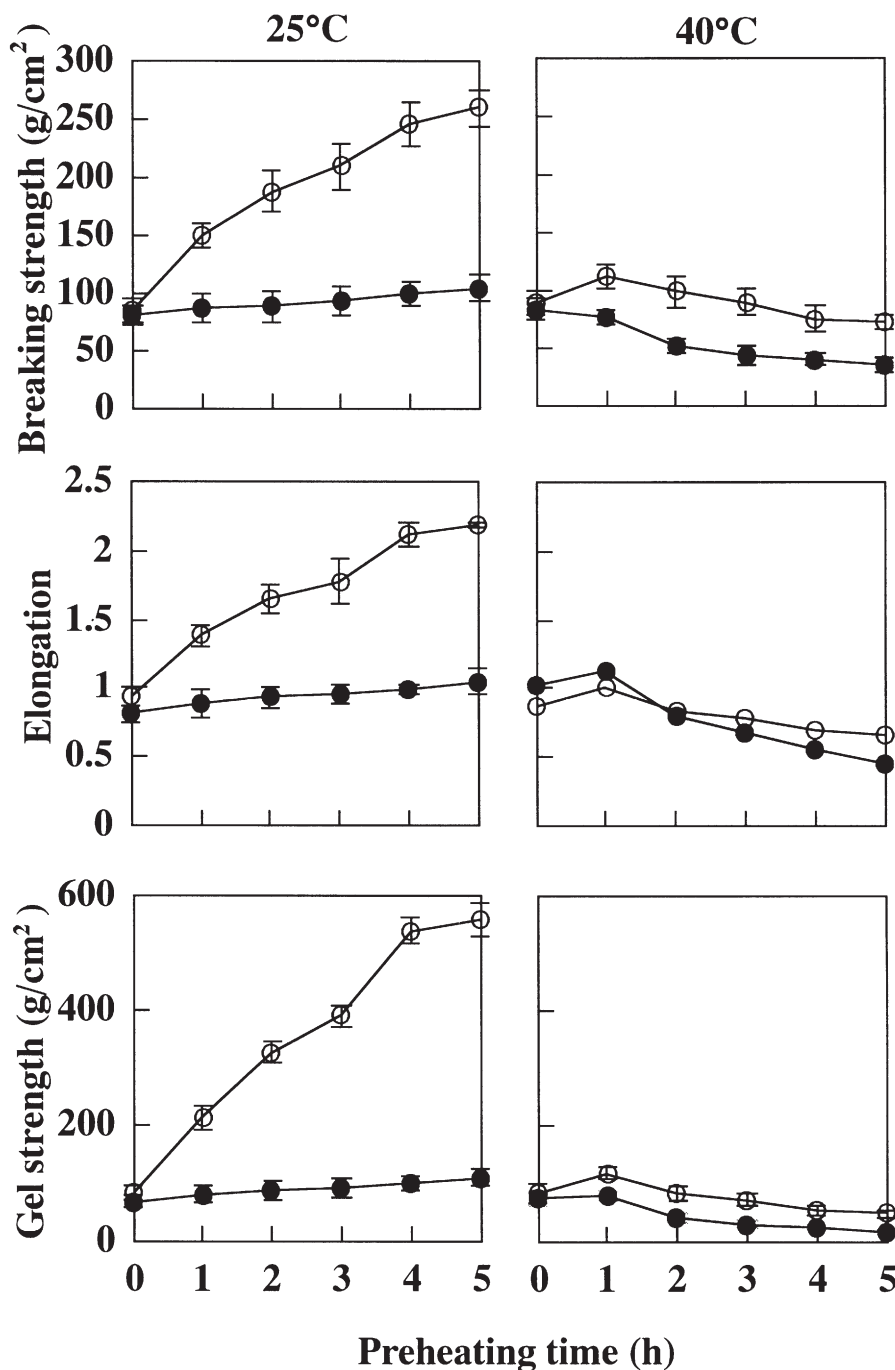 25°C
40°C
Breaking strength (g/cm²)
300
250
200
150
100
50
0
Elongation
2.5
2
1.5
1
0.5
0
Gel strength (g/cm²)
600
400
200
0
0 1 2 3 4 5
0 1 2 3 4 5
Preheating time (h)